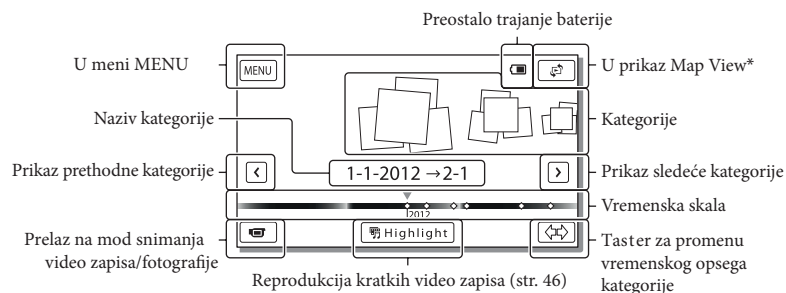 Preostalo trajanje baterije
U meni MENU
MENU
U prikaz Map View*
Naziv kategorije
Kategorije
Prikaz prethodne kategorije
1-1-2012 →2-1
Prikaz sledeće kategorije
2012
Vremenska skala
Prelaz na mod snimanja
video zapisa/fotografije
Highlight
Taster za promenu
vremenskog opsega
kategorije
Reprodukcija kratkih video zapisa (str. 46)